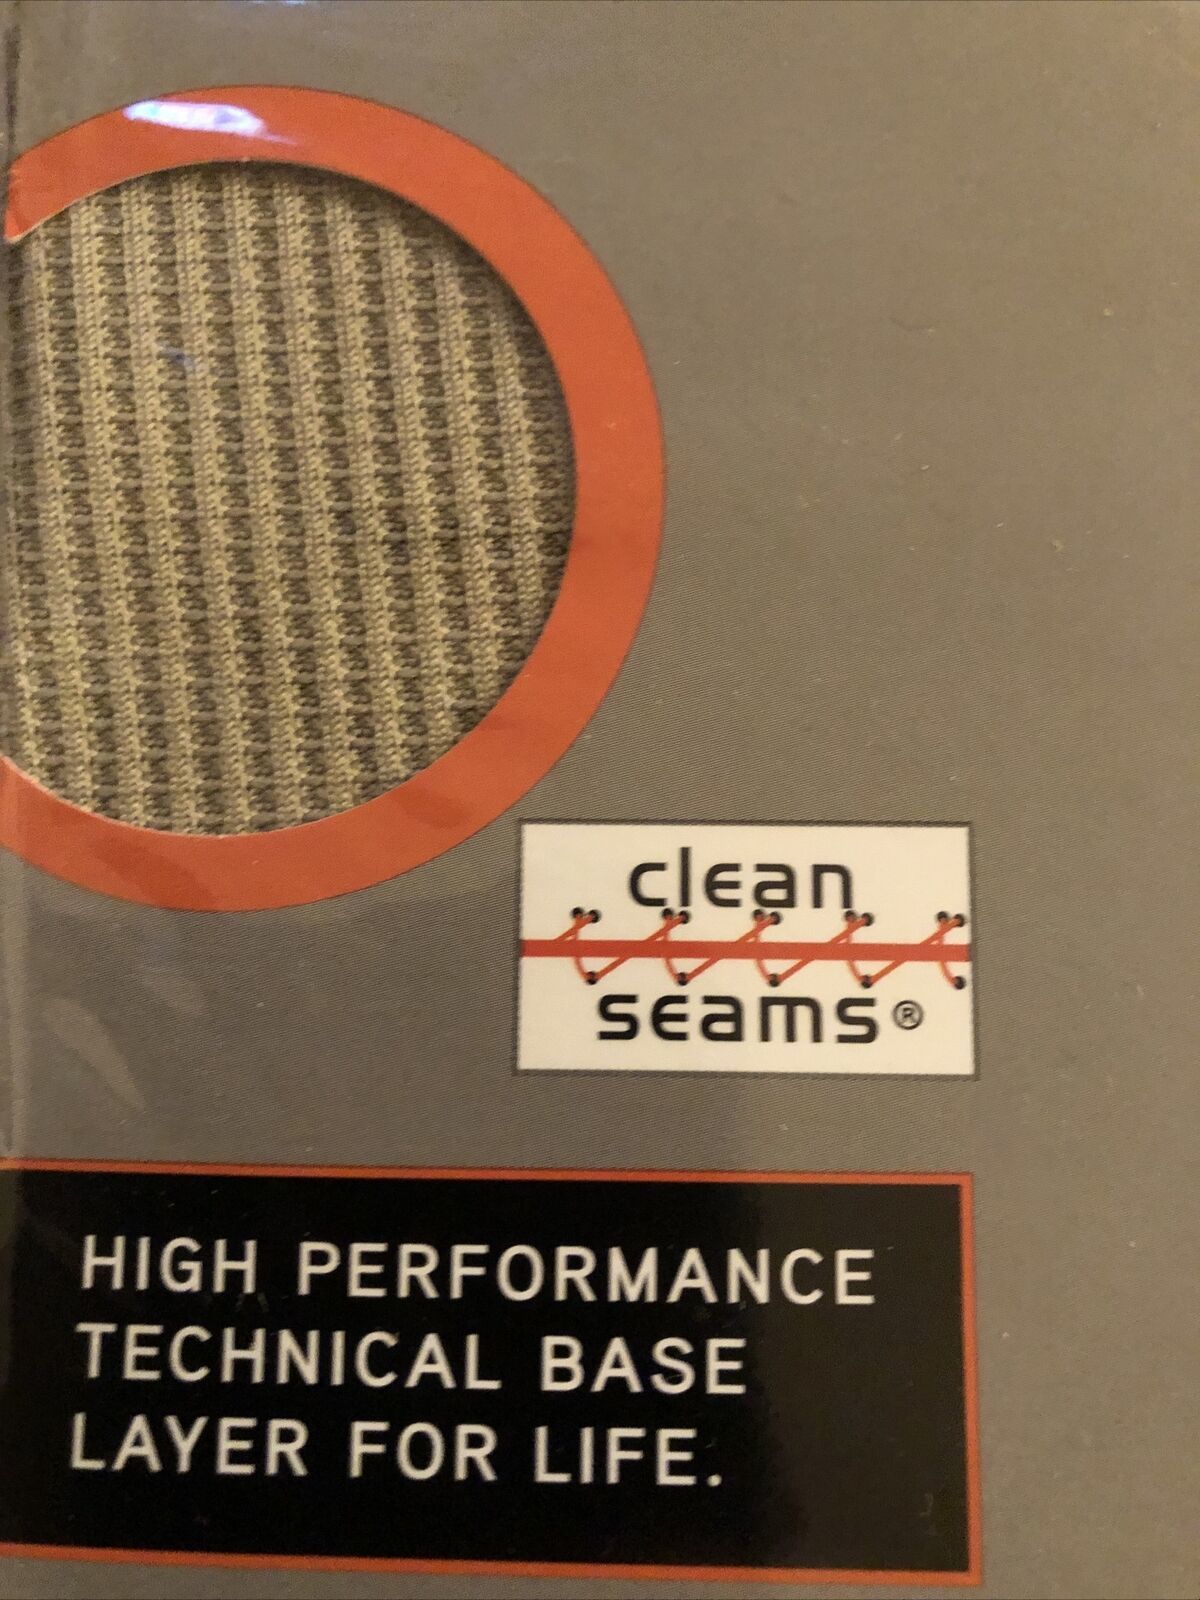 clean
seams®
HIGH PERFORMANCE
TECHNICAL BASE
LAYER FOR LIFE.